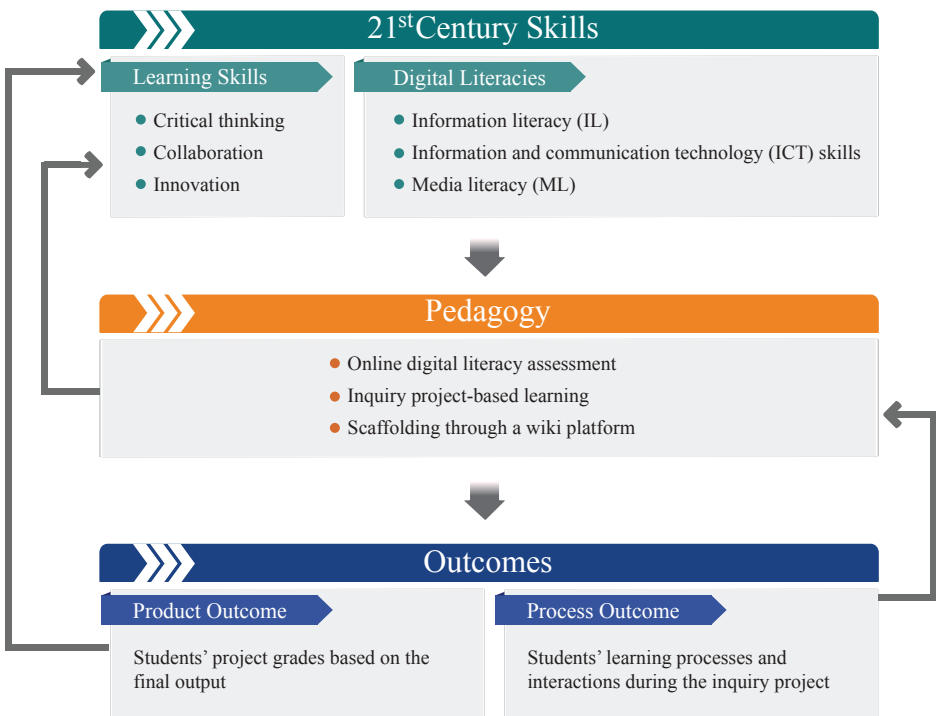 21stCentury Skills
Learning Skills
Critical thinking
Collaboration
Innovation
Digital Literacies
Information literacy (IL)
Information and communication technology (ICT) skills
Media literacy (ML)
Pedagogy
Online digital literacy assessment
Inquiry project-based learning
Scaffolding through a wiki platform
Outcomes
Product Outcome
Students’ project grades based on the
final output
Process Outcome
Students’ learning processes and
interactions during the inquiry project